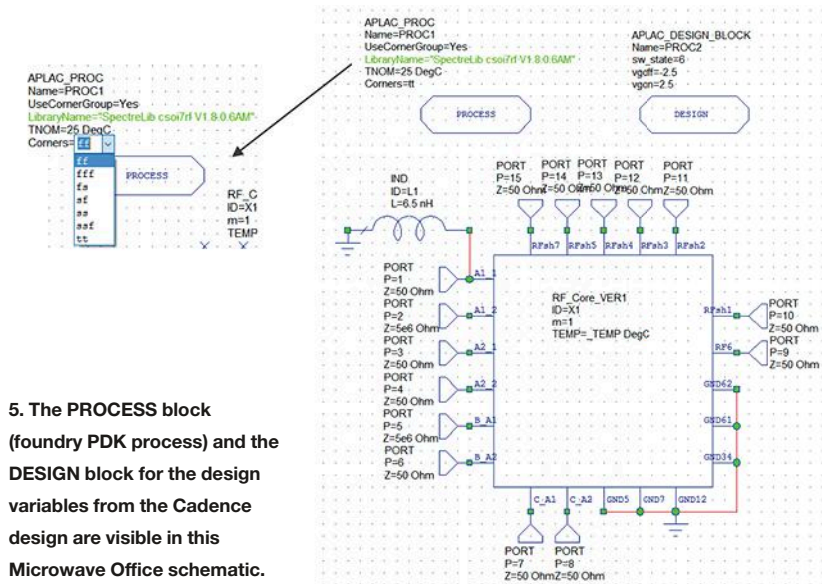 APLAC_PROC
Name=PROC1
UseCornerGroup=Yes
LibraryName="SpectreLib csoi7rf V1.8-0.6AM"
TNOM=25 DegC
Corners=tt
PROCESS
APLAC_DESIGN_BLOCK
Name=PROC2
sw_state=6
vgoff=-2.5
vgon=2.5
DESIGN
APLAC_PROC
Name=PROC1
UseCornerGroup=Yes
LibraryName="SpectreLib csoi7rf V1.8-0.6AM"
TNOM=25 DegC
Corners= ff
ff
fff
fs
sf
ss
ssf
tt
PROCESS
RF_C
ID=X1
m=1
TEMP
IND
ID=L1
L=6.5 nH
PORT
P=15
Z=50 Ohm
PORT
P=14
Z=50 Ohm
PORT
P=13
Z=50 Ohm
PORT
P=12
Z=50 Ohm
PORT
P=11
Z=50 Ohm
RFsh7 RFsh5 RFsh4 RFsh3 RFsh2
PORT
P=1
Z=50 Ohm
A1_1
PORT
P=2
Z=5e6 Ohm
A1_2
PORT
P=3
Z=50 Ohm
A2_1
PORT
P=4
Z=50 Ohm
A2_2
PORT
P=5
Z=5e6 Ohm
B_A1
PORT
P=6
Z=50 Ohm
B_A2
RF_Core_VER1
ID=X1
m=1
TEMP=_TEMP DegC
RFsh1
PORT
P=10
Z=50 Ohm
RF6
PORT
P=9
Z=50 Ohm
GND62
GND61
GND34
C_A1 C_A2 GND5 GND7 GND12
PORT
P=7
Z=50 Ohm
PORT
P=8
Z=50 Ohm
5. The PROCESS block
(foundry PDK process) and the
DESIGN block for the design
variables from the Cadence
design are visible in this
Microwave Office schematic.